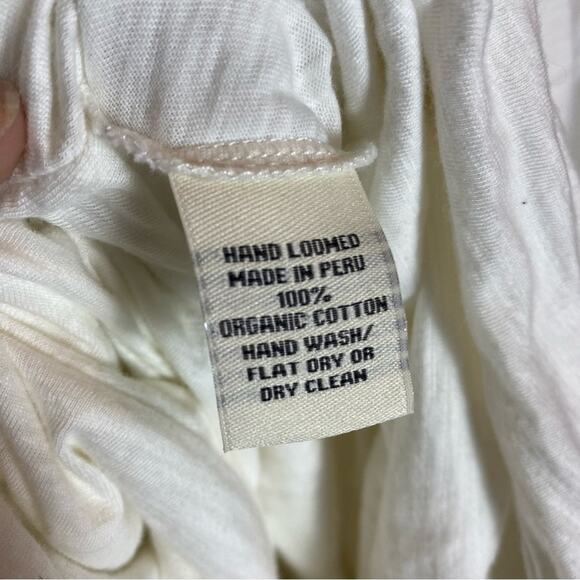 HAND LOOMED
MADE IN PERU
100%
ORGANIC COTTON
HAND WASH/
FLAT DRY OR
DRY CLEAN